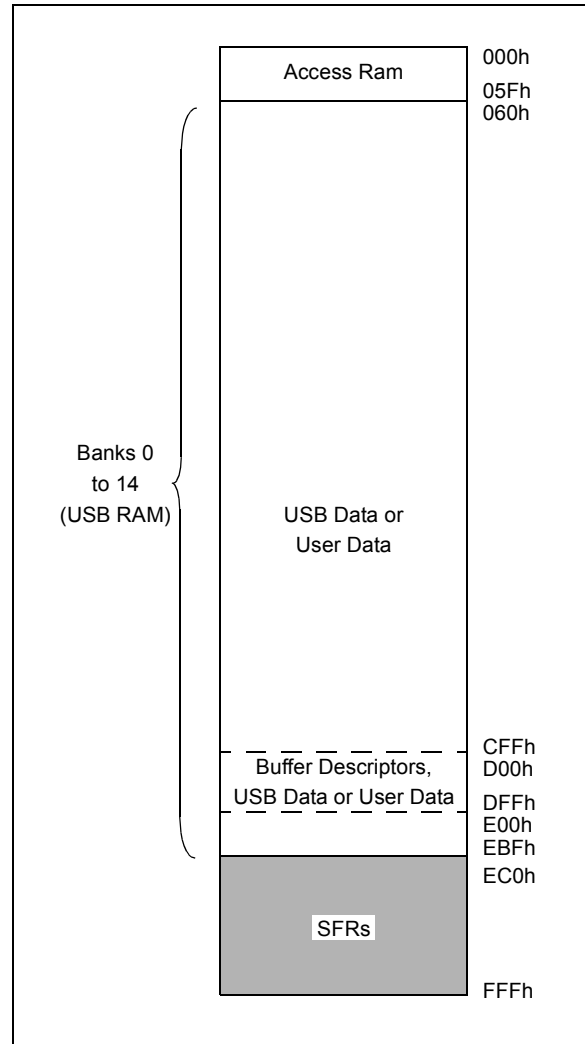 Access Ram
000h
05Fh
060h
Banks 0
to 14
(USB RAM)
USB Data or
User Data
CFFh
Buffer Descriptors,
D00h
USB Data or User Data
DFFh
E00h
EBFh
EC0h
SFRs
FFFh